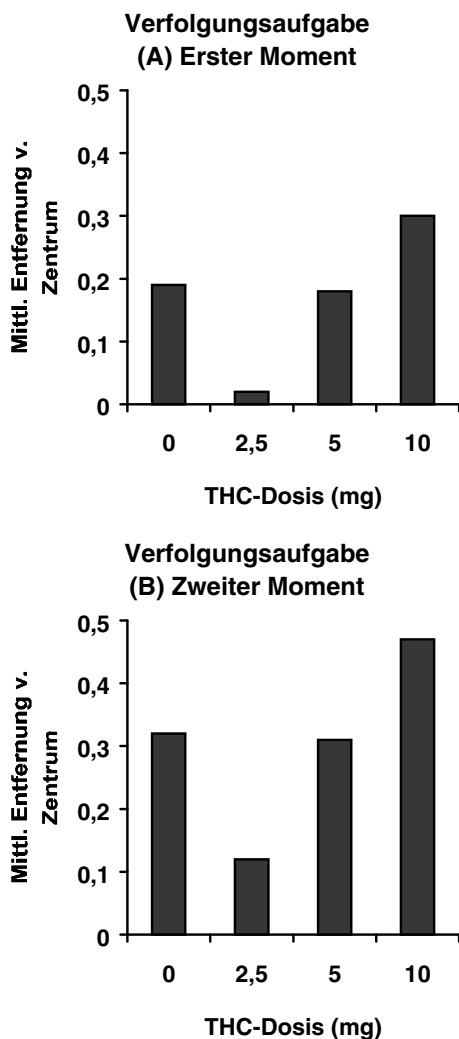 Verfolgungsaufgabe
(A) Erster Moment
Mittl. Entfernung v.
Zentrum
0,5
0,4
0,3
0,2
0,1
0
0 2,5 5 10
THC-Dosis (mg)
Verfolgungsaufgabe
(B) Zweiter Moment
Mittl. Entfernung v.
Zentrum
0,5
0,4
0,3
0,2
0,1
0
0 2,5 5 10
THC-Dosis (mg)